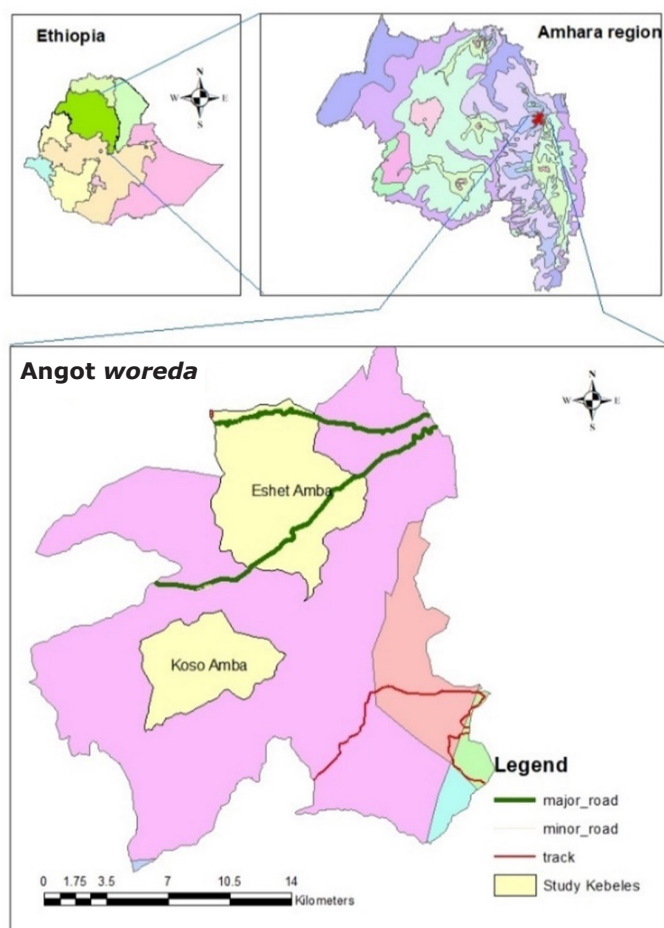 Ethiopia
N
W E
S
Amhara region
Angot woreda
N
W E
S
Eshet Amba
Koso Amba
Legend
major_road
minor_road
track
Study Kebeles
0 1.75 3.5 7 10.5 14
Kilometers